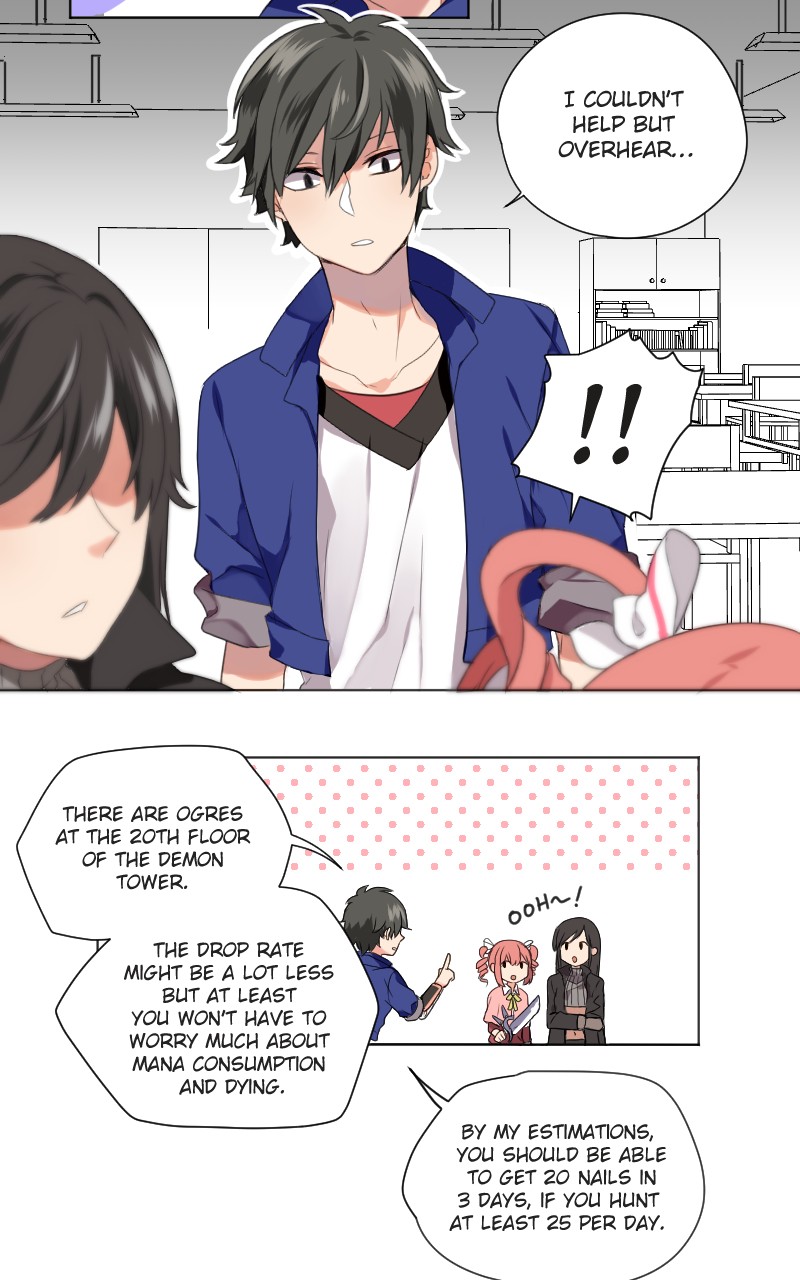 I COULDN'T
HELP BUT
OVERHEAR...
!!
THERE ARE OGRES
AT THE 20TH FLOOR
OF THE DEMON
TOWER.
OOH~!
THE DROP RATE
MIGHT BE A LOT LESS
BUT AT LEAST
YOU WON'T HAVE TO
WORRY MUCH ABOUT
MANA CONSUMPTION
AND DYING.
BY MY ESTIMATIONS,
YOU SHOULD BE ABLE
TO GET 20 NAILS IN
3 DAYS, IF YOU HUNT
AT LEAST 25 PER DAY.